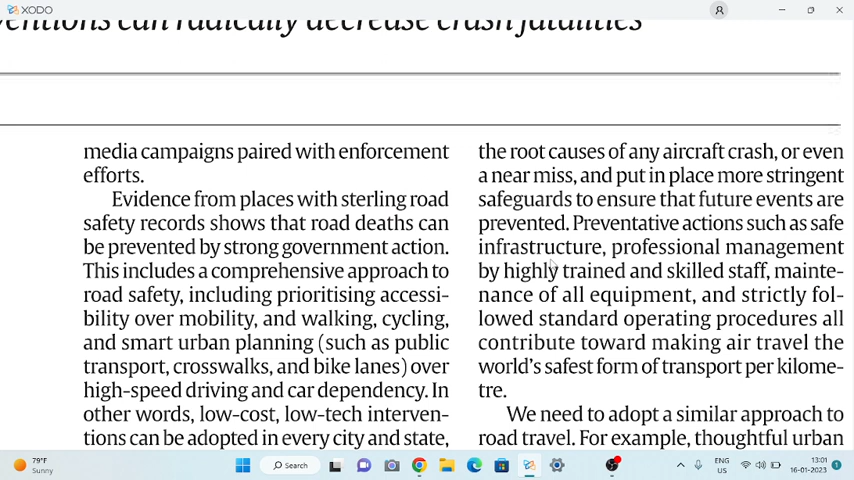 XODO
ventions can radically decrease crash fatalities
media campaigns paired with enforcement
efforts.
Evidence from places with sterling road
safety records shows that road deaths can
be prevented by strong government action.
This includes a comprehensive approach to
road safety, including prioritising accessi-
bility over mobility, and walking, cycling,
and smart urban planning (such as public
transport, crosswalks, and bike lanes) over
high-speed driving and car dependency. In
other words, low-cost, low-tech interven-
tions can be adopted in every city and state,
the root causes of any aircraft crash, or even
a near miss, and put in place more stringent
safeguards to ensure that future events are
prevented. Preventative actions such as safe
infrastructure, professional management
by highly trained and skilled staff, mainte-
nance of all equipment, and strictly fol-
lowed standard operating procedures all
contribute toward making air travel the
world's safest form of transport per kilome-
tre.
We need to adopt a similar approach to
road travel. For example, thoughtful urban
79°F
Sunny
Search
ENG
US
13:01
16-01-2023
1